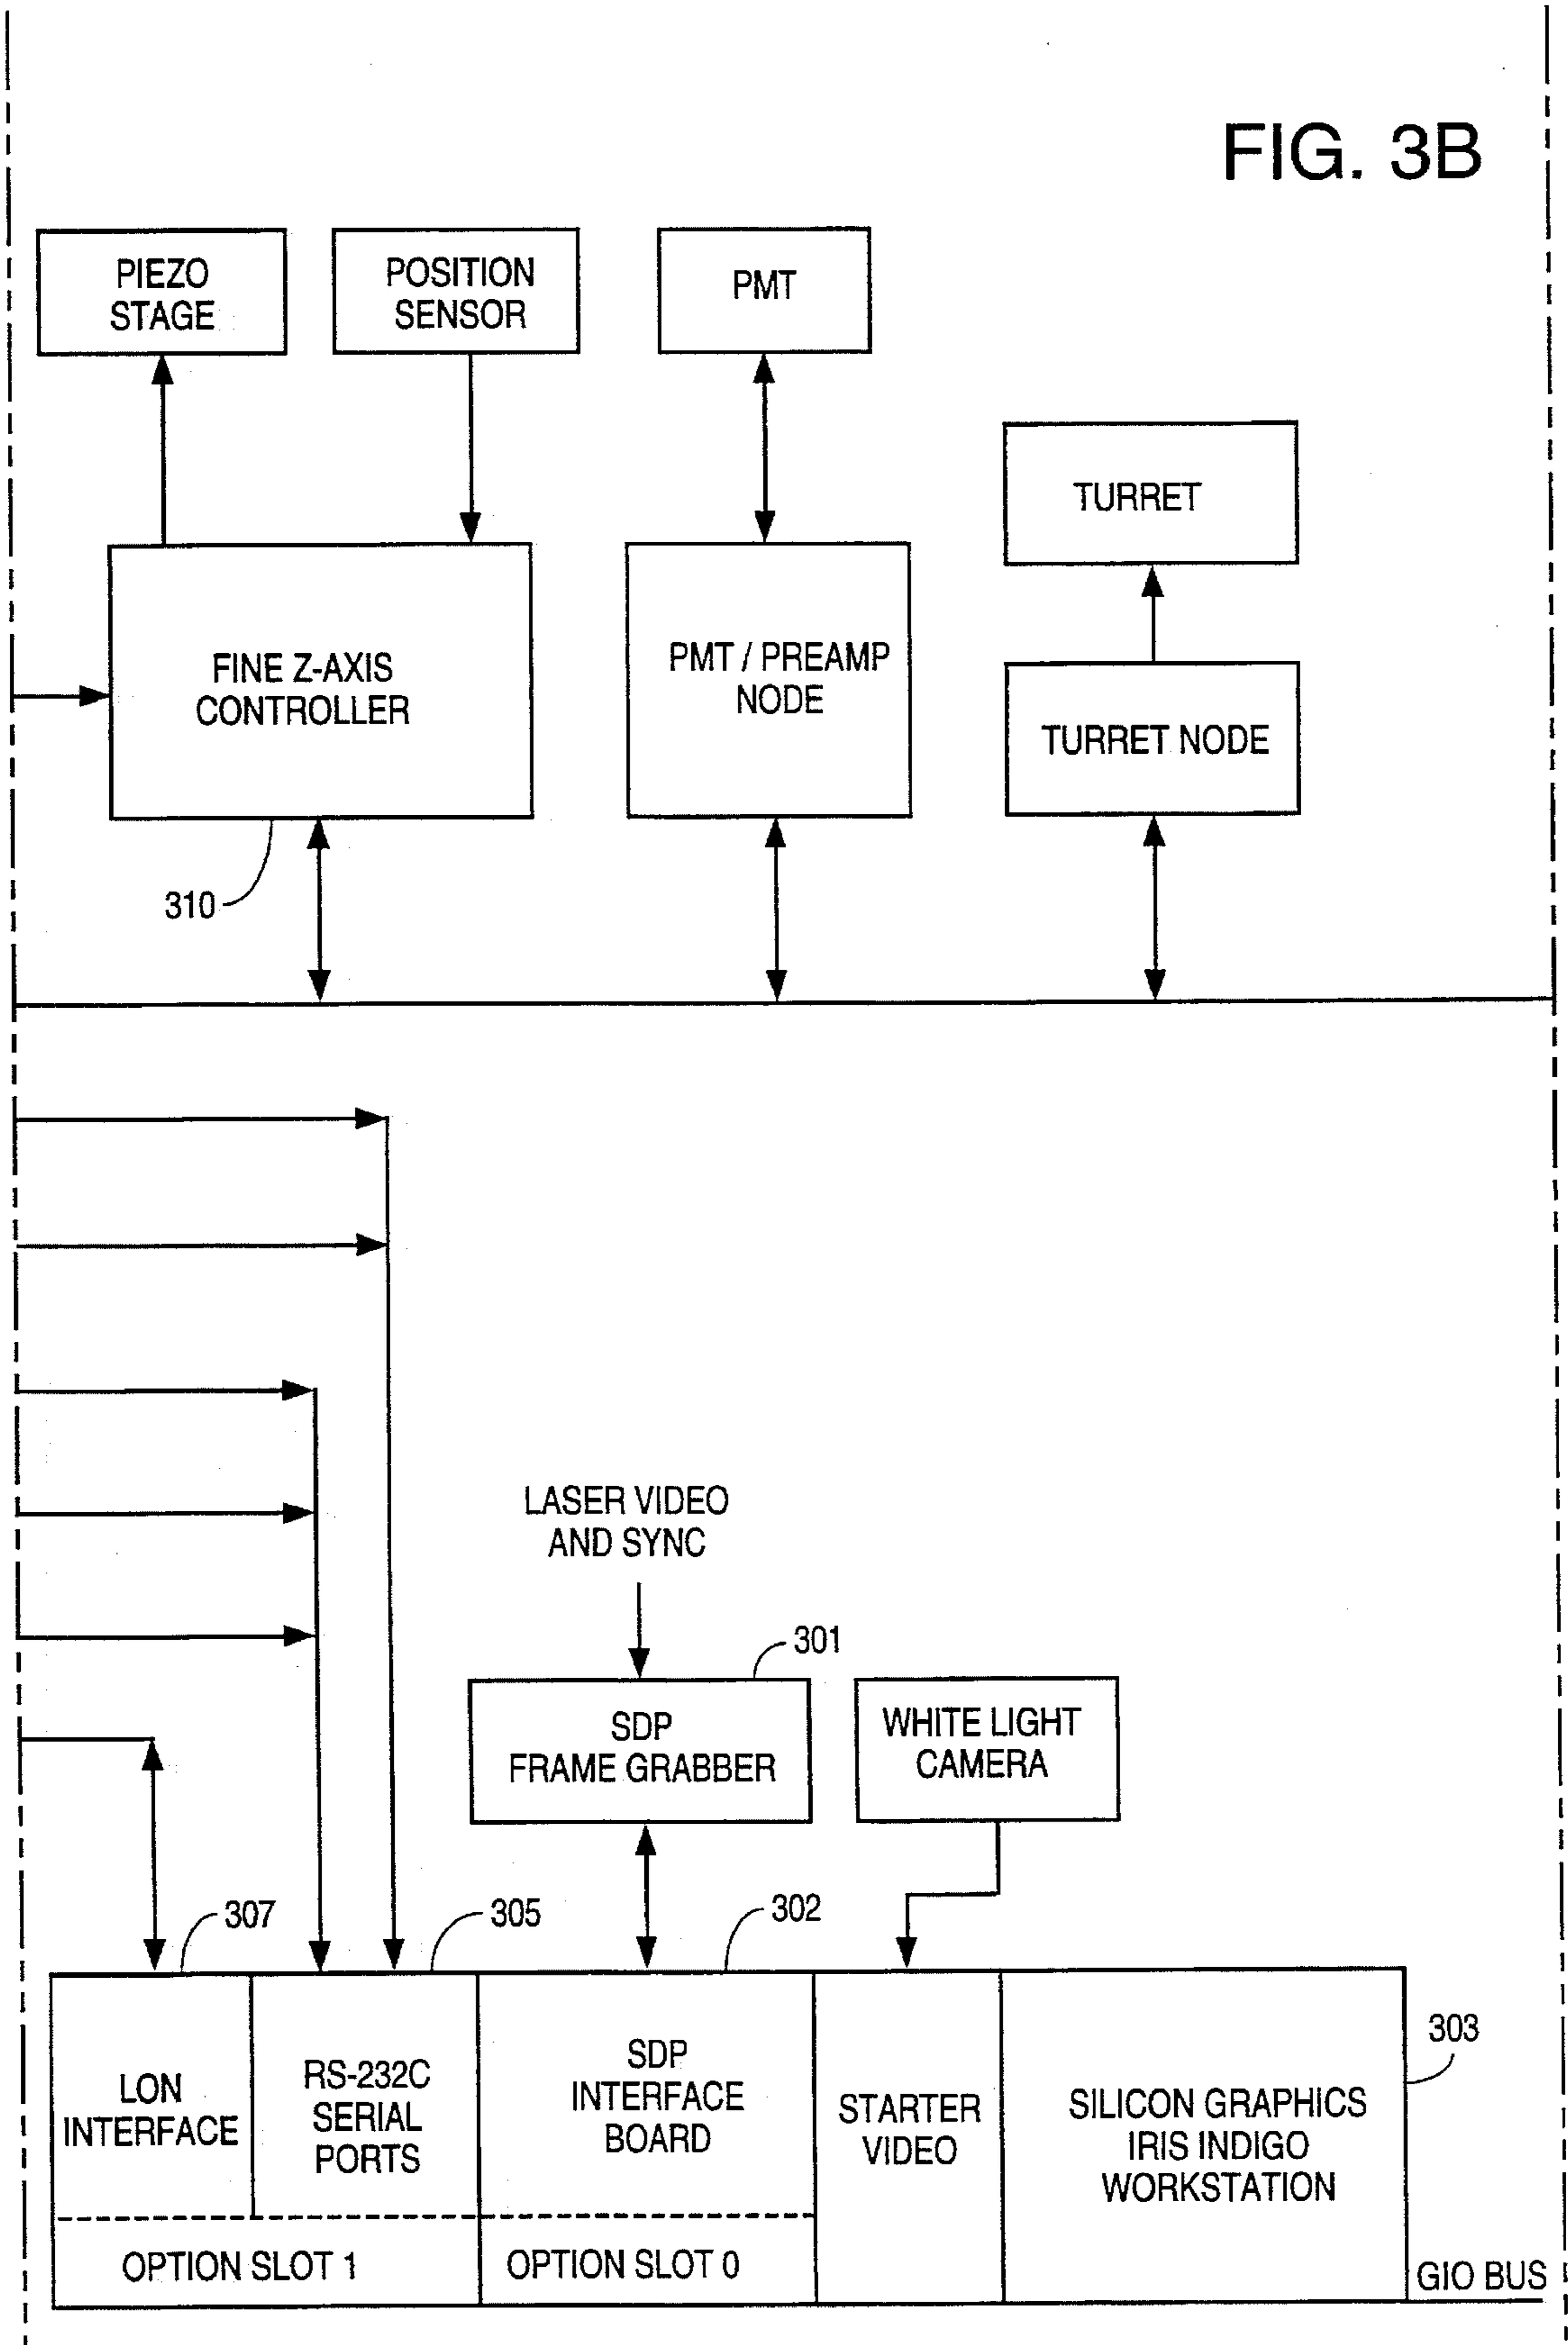 FIG. 3B
PIEZO
STAGE
POSITION
SENSOR
PMT
TURRET
FINE Z-AXIS
CONTROLLER
PMT / PREAMP
NODE
TURRET NODE
310
LASER VIDEO
AND SYNC
301
SDP
FRAME GRABBER
WHITE LIGHT
CAMERA
307
305
302
303
LON
INTERFACE
RS-232C
SERIAL
PORTS
SDP
INTERFACE
BOARD
STARTER
VIDEO
SILICON GRAPHICS
IRIS INDIGO
WORKSTATION
OPTION SLOT 1
OPTION SLOT 0
GIO BUS